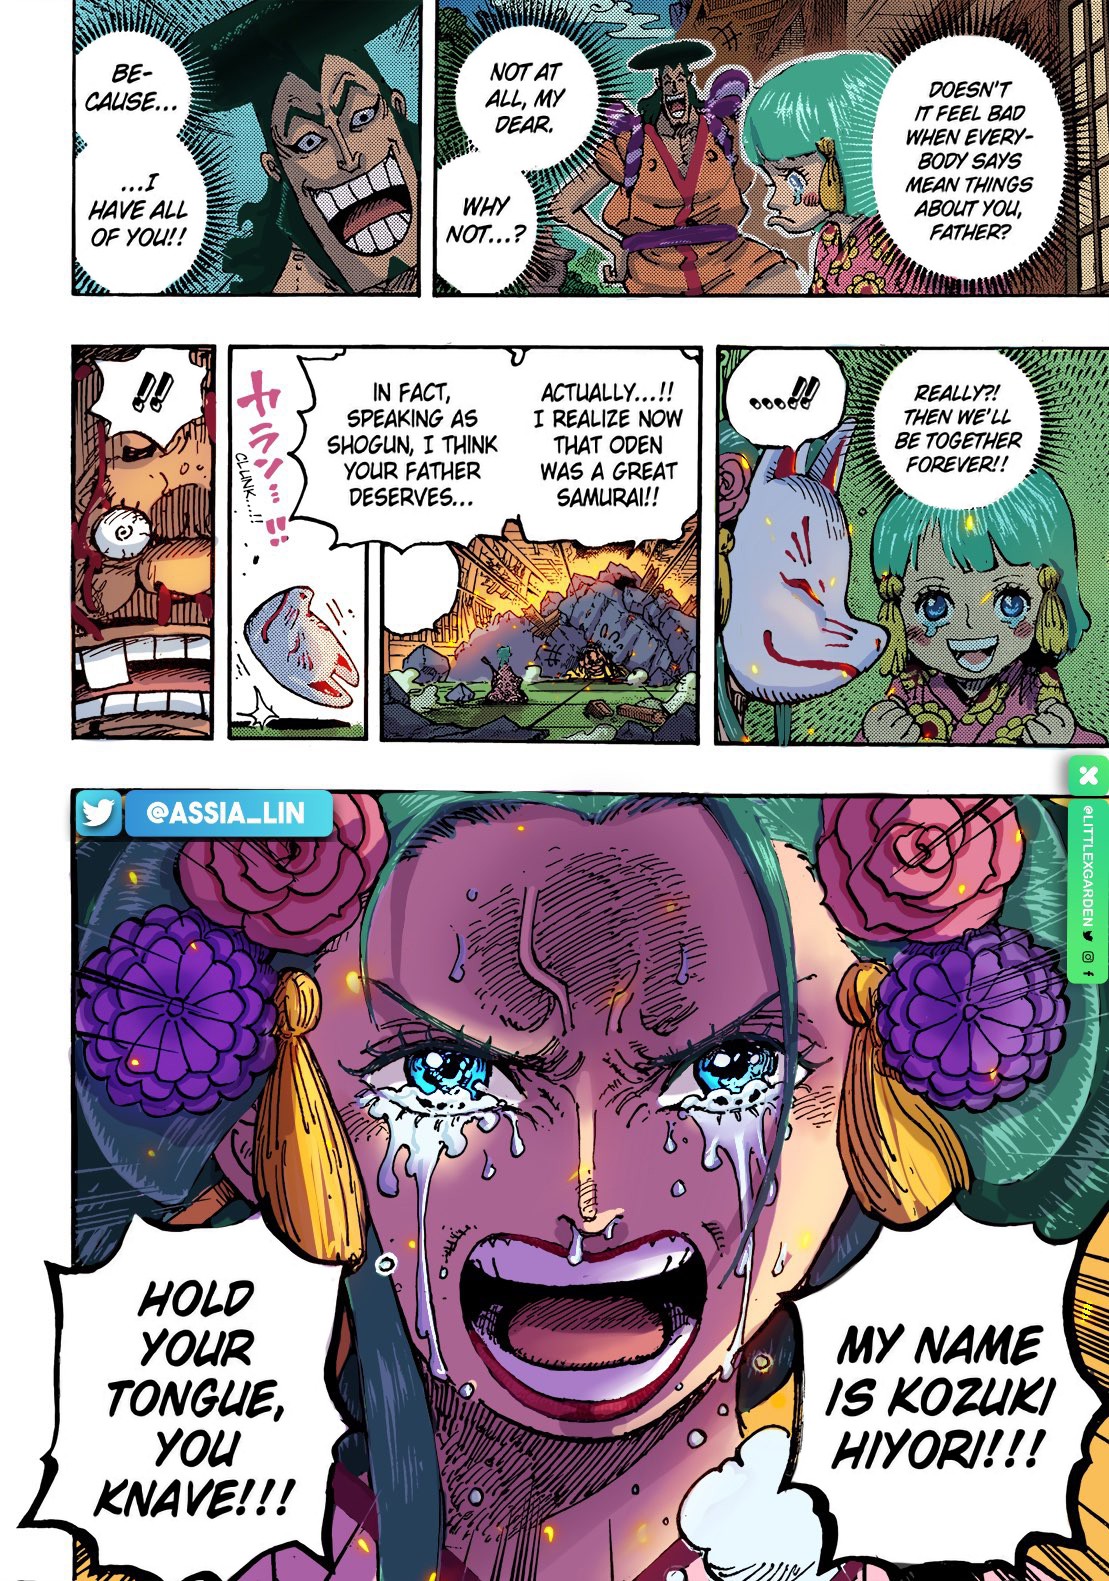 DOESN'T
IT FEEL BAD
WHEN EVERY-
BODY SAYS
MEAN THINGS
ABOUT YOU,
FATHER?
NOT AT
ALL, MY
DEAR.
WHY
NOT...?
BE-
CAUSE...
...I
HAVE ALL
OF YOU!!
REALLY?!
THEN WE'LL
BE TOGETHER
FOREVER!!
...!!
ACTUALLY...!!
I REALIZE NOW
THAT ODEN
WAS A GREAT
SAMURAI!!
IN FACT,
SPEAKING AS
SHOGUN, I THINK
YOUR FATHER
DESERVES...
カラン…!!
CLUNK...!!
!!
@ASSIA_LIN
@LITTLEXGARDEN
MY NAME
IS KOZUKI
HIYORI!!!
HOLD
YOUR
TONGUE,
YOU
KNAVE!!!